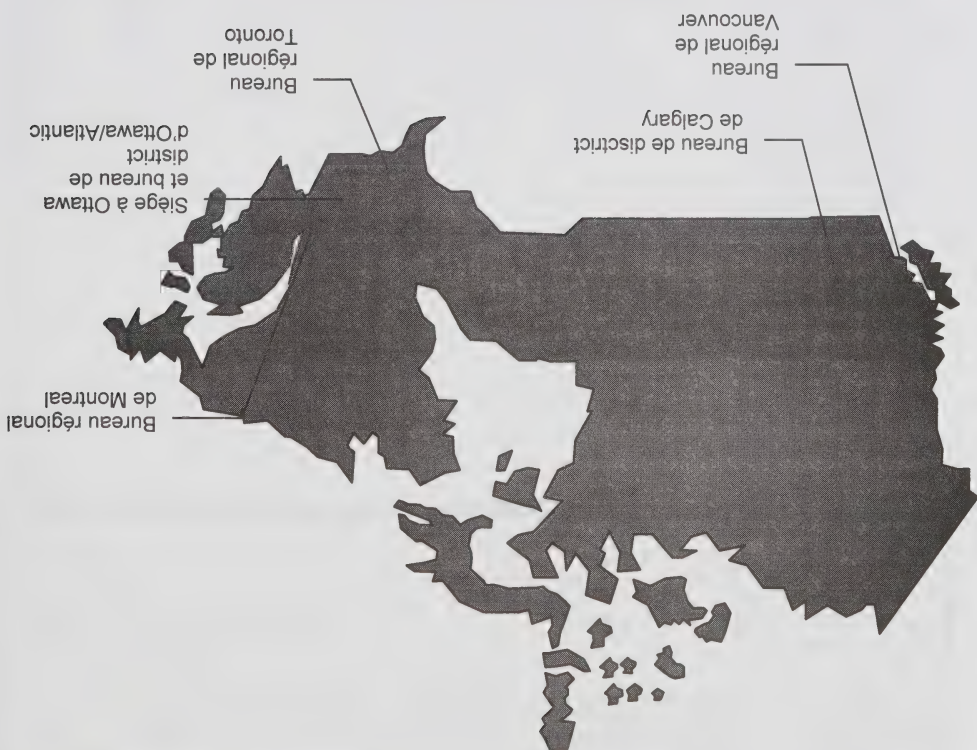 Bureau régional
de Montreal
Siège à Ottawa
et bureau de
district
d'Ottawa/Atlantic
Bureau de disctrict
de Calgary
Bureau
régional de
Vancouver
Bureau
régional de
Toronto